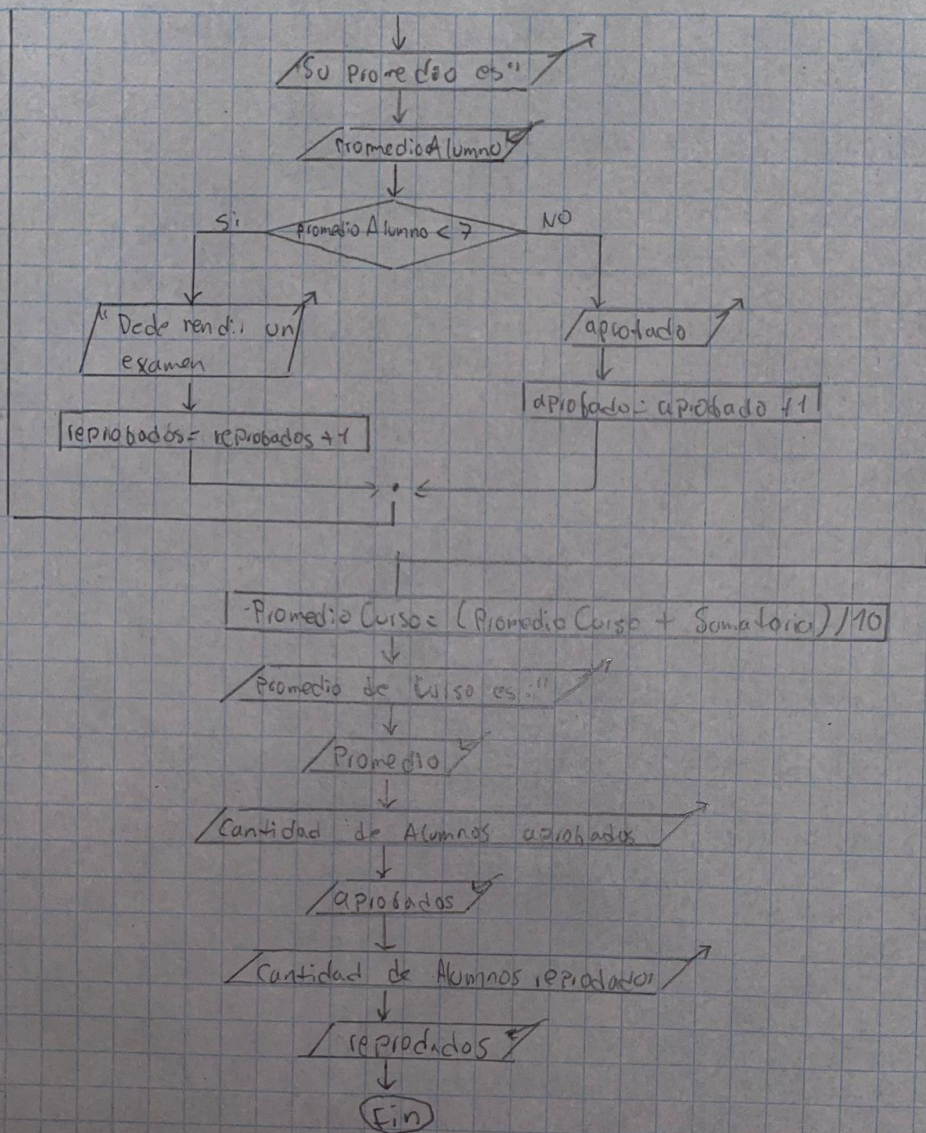 "Su promedio es"
promedioAlumno
Si
promedio Alumno < 7
NO
"Dede rendir un
examen
aprobado
reprobados = reprobados +1
aprobado = aprobado +1
Promedio Curso = (Promedio Curso + Sumatoria) /10
Promedio de Curso es:"
Promedio
Cantidad de Alumnos aprobados
aprobados
Cantidad de Alumnos reprodados
reprodados
Fin